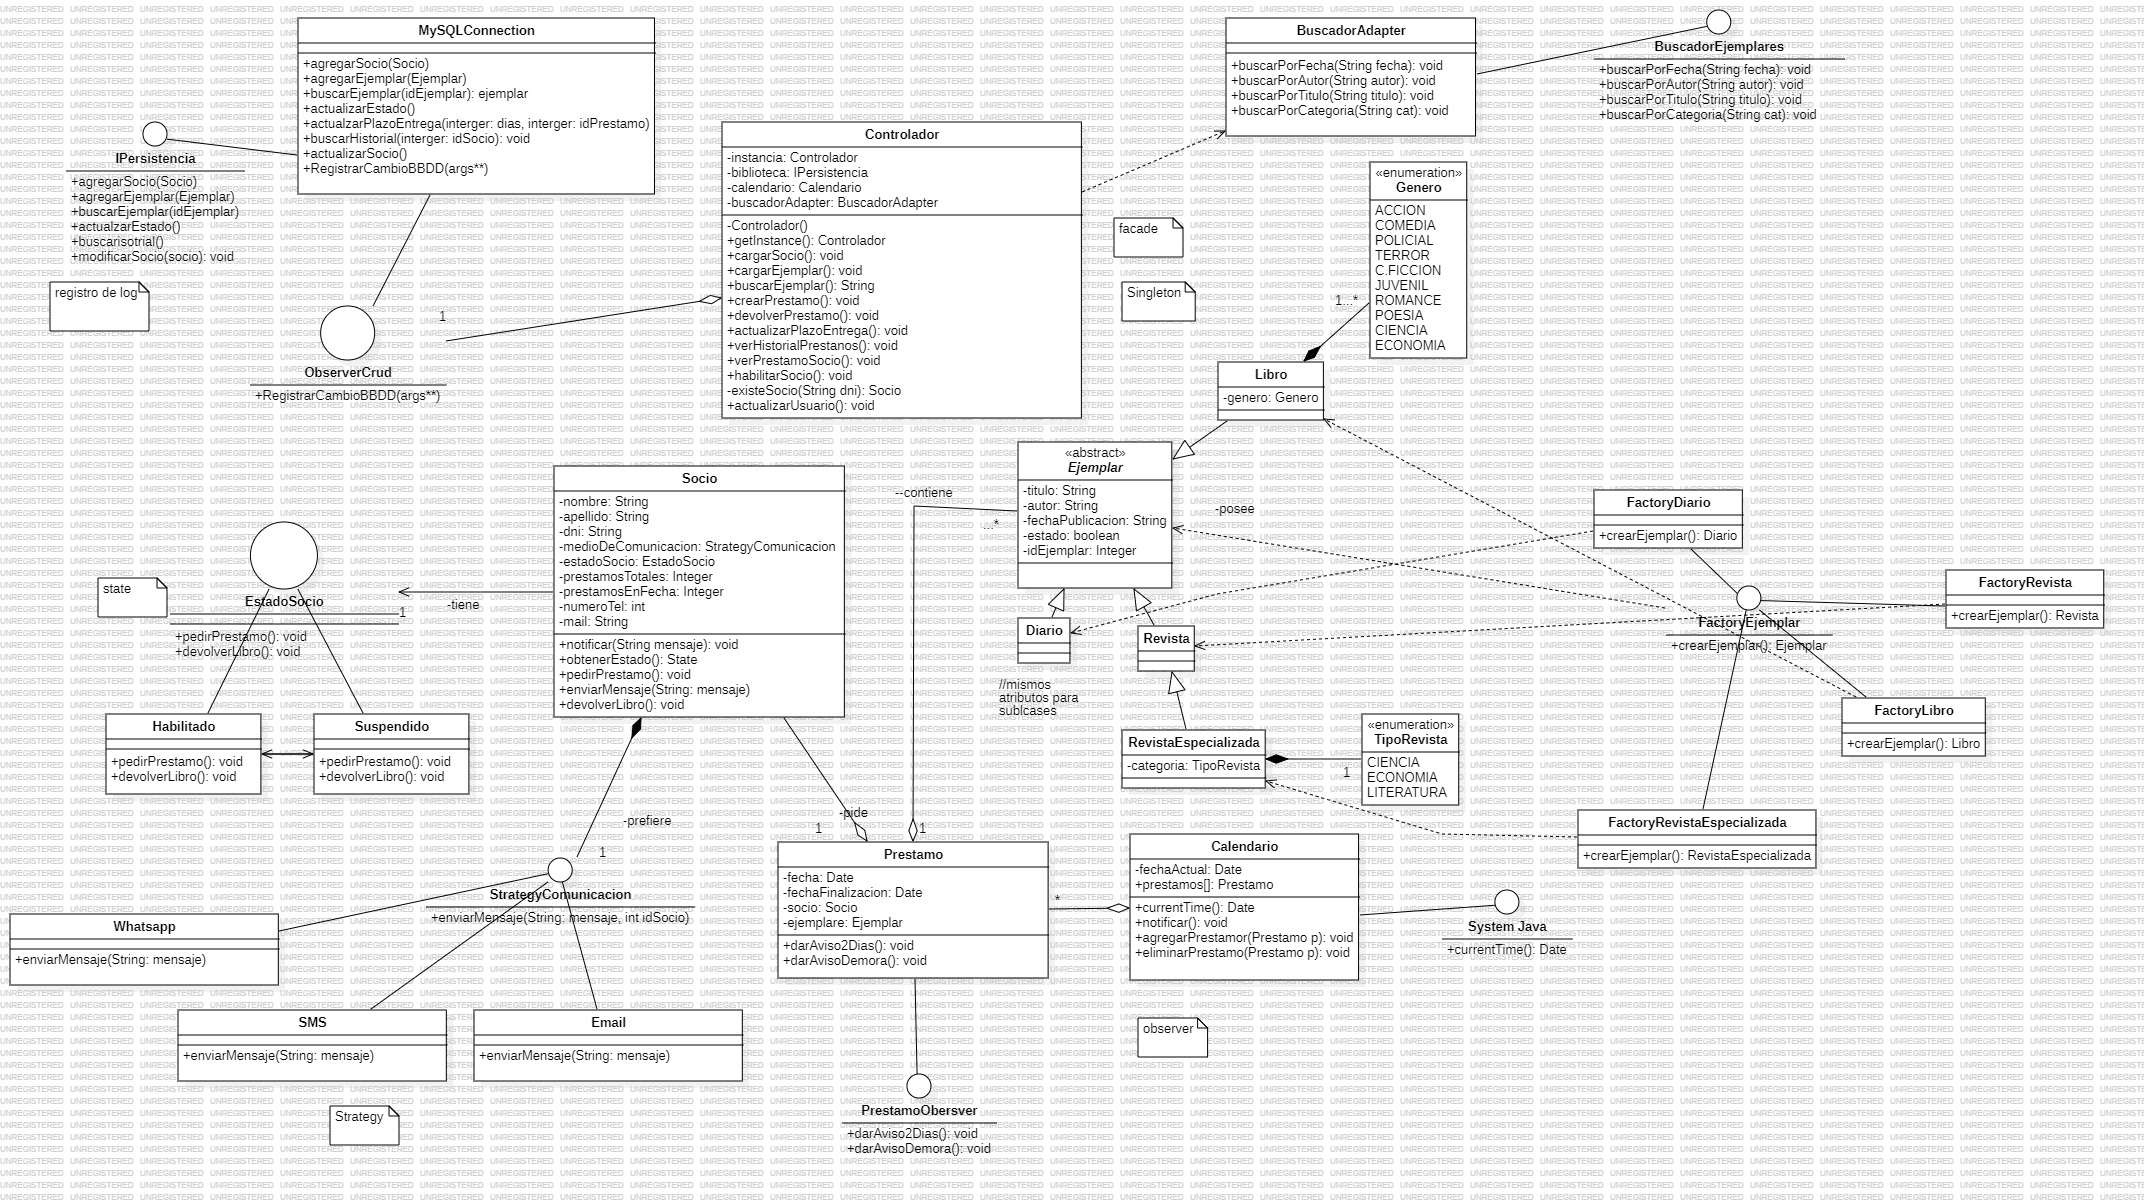 MySQLConnection
+agregarSocio(Socio)
+agregarEjemplar(Ejemplar)
+buscarEjemplar(idEjemplar): ejemplar
+actualizarEstado()
+actualzarPlazoEntrega(interger: dias, interger: idPrestamo)
+buscarHistorial(interger: idSocio): void
+actualizarSocio()
+RegistrarCambioBBDD(args**)
IPersistencia
+agregarSocio(Socio)
+agregarEjemplar(Ejemplar)
+buscarEjemplar(idEjemplar)
+actualzarEstado()
+buscarisotrial()
+modificarSocio(socio): void
registro de log
ObserverCrud
+RegistrarCambioBBDD(args**)
1
Controlador
-instancia: Controlador
-biblioteca: IPersistencia
-calendario: Calendario
-buscadorAdapter: BuscadorAdapter
-Controlador()
+getInstance(): Controlador
+cargarSocio(): void
+cargarEjemplar(): void
+buscarEjemplar(): String
+crearPrestamo(): void
+devolverPrestamo(): void
+actualizarPlazoEntrega(): void
+verHistorialPrestanos(): void
+verPrestamoSocio(): void
+habilitarSocio(): void
-existeSocio(String dni): Socio
+actualizarUsuario(): void
BuscadorAdapter
+buscarPorFecha(String fecha): void
+buscarPorAutor(String autor): void
+buscarPorTitulo(String titulo): void
+buscarPorCategoria(String cat): void
BuscadorEjemplares
+buscarPorFecha(String fecha): void
+buscarPorAutor(String autor): void
+buscarPorTitulo(String titulo): void
+buscarPorCategoria(String cat): void
facade
Singleton
«enumeration»
Genero
ACCION
COMEDIA
POLICIAL
TERROR
C.FICCION
JUVENIL
ROMANCE
POESIA
CIENCIA
ECONOMIA
1...*
Libro
-genero: Genero
«abstract»
Ejemplar
-titulo: String
-autor: String
-fechaPublicacion: String
-estado: boolean
-idEjemplar: Integer
--contiene
...*
-posee
Diario
Revista
//mismos
atributos para
sublcases
RevistaEspecializada
-categoria: TipoRevista
1
«enumeration»
TipoRevista
CIENCIA
ECONOMIA
LITERATURA
FactoryDiario
+crearEjemplar(): Diario
FactoryRevista
+crearEjemplar(): Revista
FactoryEjemplar
+crearEjemplar(): Ejemplar
FactoryLibro
+crearEjemplar(): Libro
FactoryRevistaEspecializada
+crearEjemplar(): RevistaEspecializada
Socio
-nombre: String
-apellido: String
-dni: String
-medioDeComunicacion: StrategyComunicacion
-estadoSocio: EstadoSocio
-prestamosTotales: Integer
-prestamosEnFecha: Integer
-numeroTel: int
-mail: String
+notificar(String mensaje): void
+obtenerEstado(): State
+pedirPrestamo(): void
+enviarMensaje(String: mensaje)
+devolverLibro(): void
state
EstadoSocio
+pedirPrestamo(): void
+devolverLibro(): void
1
-tiene
Habilitado
+pedirPrestamo(): void
+devolverLibro(): void
Suspendido
+pedirPrestamo(): void
+devolverLibro(): void
-prefiere
1
StrategyComunicacion
+enviarMensaje(String: mensaje, int idSocio)
Whatsapp
+enviarMensaje(String: mensaje)
SMS
+enviarMensaje(String: mensaje)
Email
+enviarMensaje(String: mensaje)
Strategy
-pide
1
1
Prestamo
-fecha: Date
-fechaFinalizacion: Date
-socio: Socio
-ejemplare: Ejemplar
+darAviso2Dias(): void
+darAvisoDemora(): void
*
Calendario
-fechaActual: Date
+prestamos[]: Prestamo
+currentTime(): Date
+notificar(): void
+agregarPrestamor(Prestamo p): void
+eliminarPrestamo(Prestamo p): void
System Java
+currentTime(): Date
observer
PrestamoObersver
+darAviso2Dias(): void
+darAvisoDemora(): void
UNREGISTERED